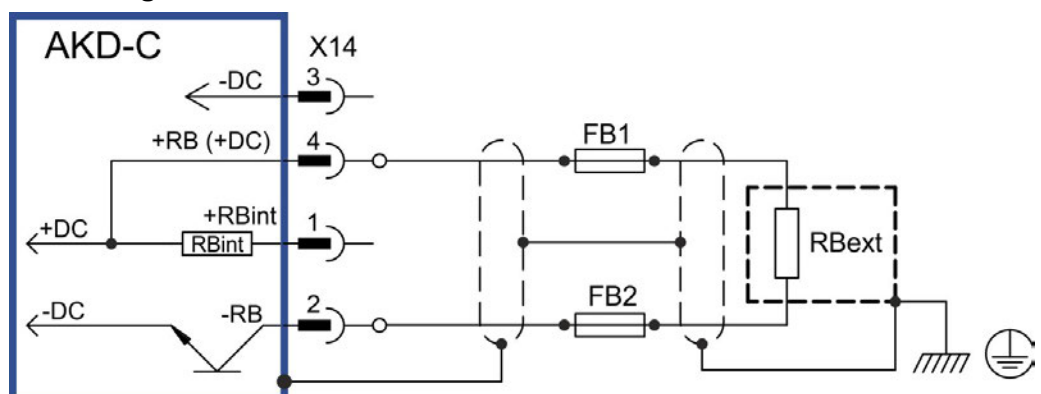 AKD-C
X14
-DC
3
+RB (+DC)
4
FB1
+DC
+RBint
1
RBint
RBext
-DC
-RB
2
FB2